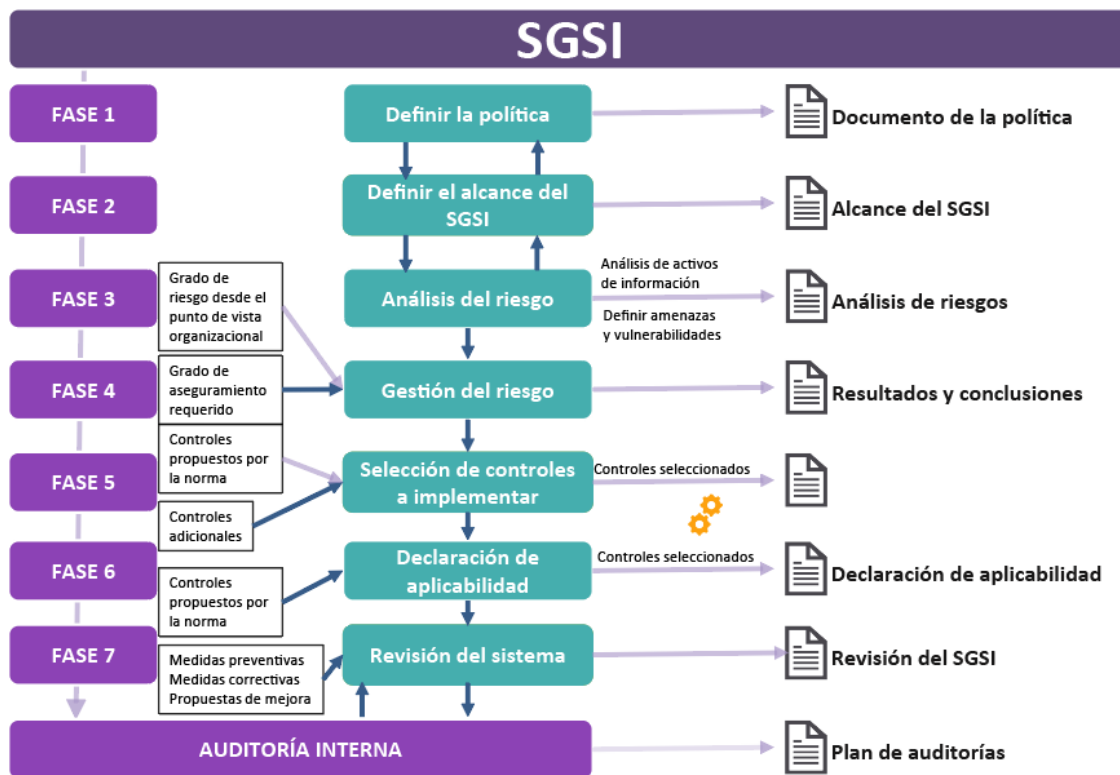 SGSI
FASE 1
Definir la política
Documento de la política
FASE 2
Definir el alcance del
SGSI
Alcance del SGSI
FASE 3
Grado de
riesgo desde el
punto de vista
organizacional
Análisis del riesgo
Análisis de activos
de información
Definir amenazas
y vulnerabilidades
Análisis de riesgos
FASE 4
Grado de
aseguramiento
requerido
Gestión del riesgo
Resultados y conclusiones
FASE 5
Controles
propuestos por
la norma
Controles
adicionales
Selección de controles
a implementar
Controles seleccionados
FASE 6
Controles
propuestos por
la norma
Declaración de
aplicabilidad
Controles seleccionados
Declaración de aplicabilidad
FASE 7
Medidas preventivas
Medidas correctivas
Propuestas de mejora
Revisión del sistema
Revisión del SGSI
AUDITORÍA INTERNA
Plan de auditorías